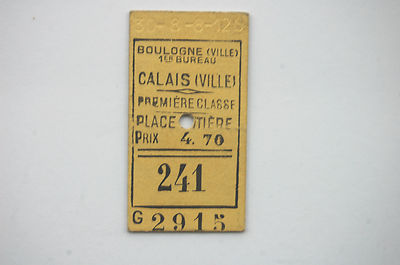 BOULOGNE (VILLE)
1ER BUREAU
CALAIS (VILLE)
PREMIÈRE CLASSE
PLACE
PRIX 4.70
241
G 2915